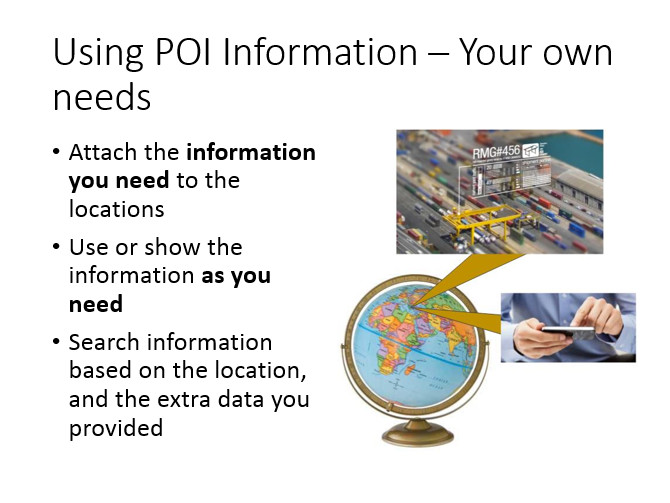 Using POI Information – Your own
needs
• Attach the information
you need to the
locations
• Use or show the
information as you
need
• Search information
based on the location,
and the extra data you
provided
RMG#456